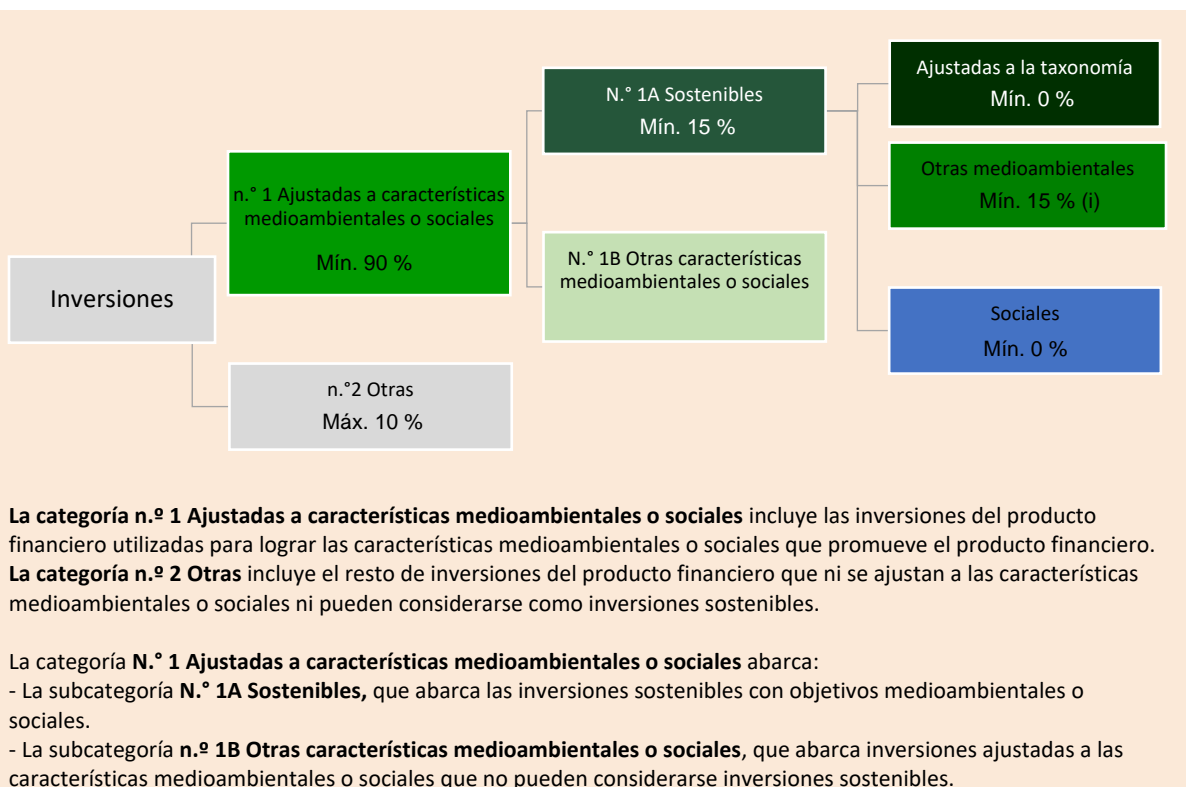 Inversiones
n.° 1 Ajustadas a características
medioambientales o sociales
Mín. 90 %
n.°2 Otras
Máx. 10 %
N.° 1A Sostenibles
Mín. 15 %
N.° 1B Otras características
medioambientales o sociales
Ajustadas a la taxonomía
Mín. 0 %
Otras medioambientales
Mín. 15 % (i)
Sociales
Mín. 0 %
La categoría n.º 1 Ajustadas a características medioambientales o sociales incluye las inversiones del producto
financiero utilizadas para lograr las características medioambientales o sociales que promueve el producto financiero.
La categoría n.º 2 Otras incluye el resto de inversiones del producto financiero que ni se ajustan a las características
medioambientales o sociales ni pueden considerarse como inversiones sostenibles.
La categoría N.° 1 Ajustadas a características medioambientales o sociales abarca:
- La subcategoría N.° 1A Sostenibles, que abarca las inversiones sostenibles con objetivos medioambientales o
sociales.
- La subcategoría n.º 1B Otras características medioambientales o sociales, que abarca inversiones ajustadas a las
características medioambientales o sociales que no pueden considerarse inversiones sostenibles.